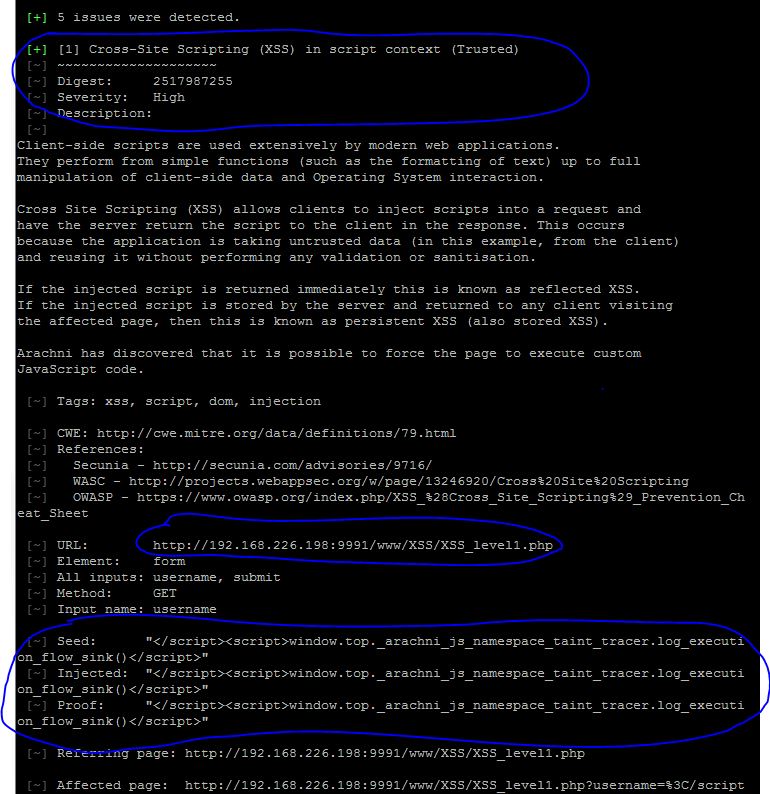 [+] 5 issues were detected.
[+] [1] Cross-Site Scripting (XSS) in script context (Trusted)
[~] ~~~~~~~~~~~~~~~~~~~~
[~] Digest: 2517987255
[~] Severity: High
[~] Description:
[~]
Client-side scripts are used extensively by modern web applications.
They perform from simple functions (such as the formatting of text) up to full
manipulation of client-side data and Operating System interaction.
Cross Site Scripting (XSS) allows clients to inject scripts into a request and
have the server return the script to the client in the response. This occurs
because the application is taking untrusted data (in this example, from the client)
and reusing it without performing any validation or sanitisation.
If the injected script is returned immediately this is known as reflected XSS.
If the injected script is stored by the server and returned to any client visiting
the affected page, then this is known as persistent XSS (also stored XSS).
Arachni has discovered that it is possible to force the page to execute custom
JavaScript code.
[~] Tags: xss, script, dom, injection
[~] CWE: http://cwe.mitre.org/data/definitions/79.html
[~] References:
[~] Secunia - http://secunia.com/advisories/9716/
[~] WASC - http://projects.webappsec.org/w/page/13246920/Cross%20Site%20Scripting
[~] OWASP - https://www.owasp.org/index.php/XSS_%28Cross_Site_Scripting%29_Prevention_Ch
eat_Sheet
[~] URL: http://192.168.226.198:9991/www/XSS/XSS_level1.php
[~] Element: form
[~] All inputs: username, submit
[~] Method: GET
[~] Input name: username
[~] Seed: "</script><script>window.top._arachni_js_namespace_taint_tracer.log_executi
on_flow_sink()</script>"
[~] Injected: "</script><script>window.top._arachni_js_namespace_taint_tracer.log_executi
on_flow_sink()</script>"
[~] Proof: "</script><script>window.top._arachni_js_namespace_taint_tracer.log_executi
on_flow_sink()</script>"
[~] Referring page: http://192.168.226.198:9991/www/XSS/XSS_level1.php
[~] Affected page: http://192.168.226.198:9991/www/XSS/XSS_level1.php?username=%3C/script